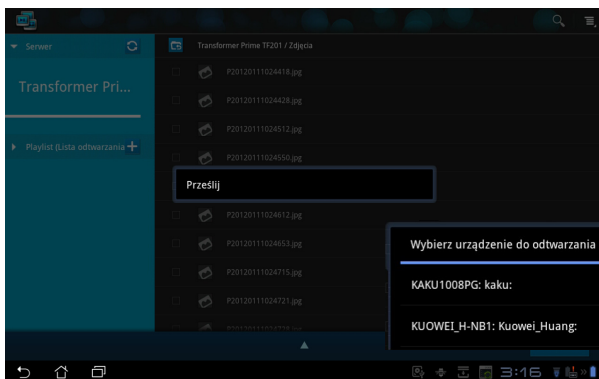 Serwer
Transformer Prime TF201 / Zdjęcia
P20120111024418.jpg
Transformer Pri...
P20120111024428.jpg
P20120111024512.jpg
Playlist (Lista odtwarzania
P20120111024550.jpg
Prześlij
P20120111024612.jpg
P20120111024653.jpg
Wybierz urządzenie do odtwarzania
P20120111024715.jpg
KAKU1008PG: kaku:
P20120111024721.jpg
KUOWEI_H-NB1: Kuowei_Huang:
3:16